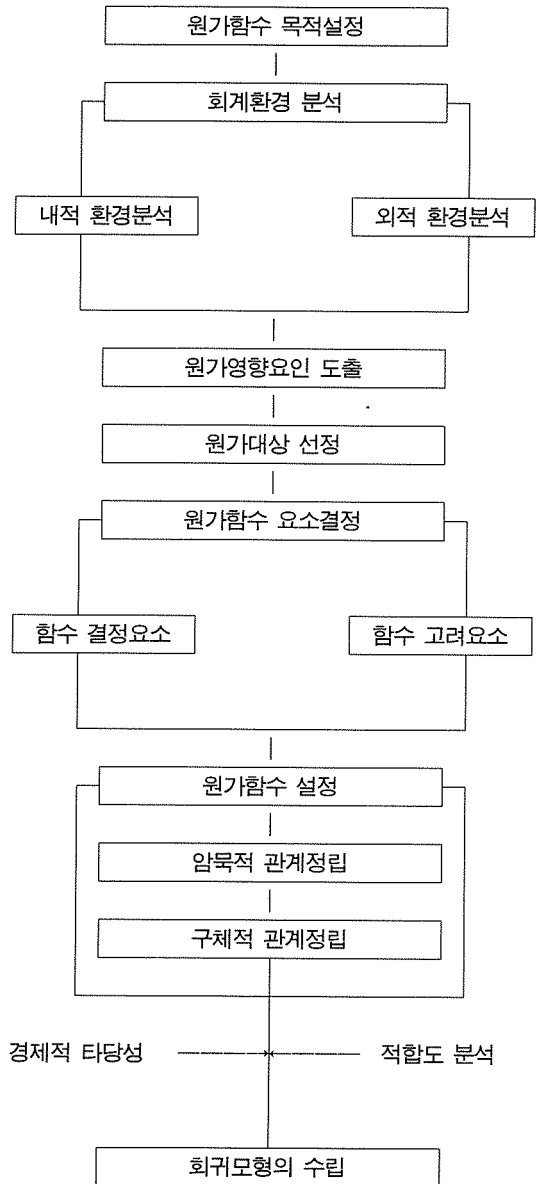 원가함수 목적설정
회계환경 분석
내적 환경분석
외적 환경분석
원가영향요인 도출
원가대상 선정
원가함수 요소결정
함수 결정요소
함수 고려요소
원가함수 설정
암묵적 관계정립
구체적 관계정립
경제적 타당성
적합도 분석
회귀모형의 수립